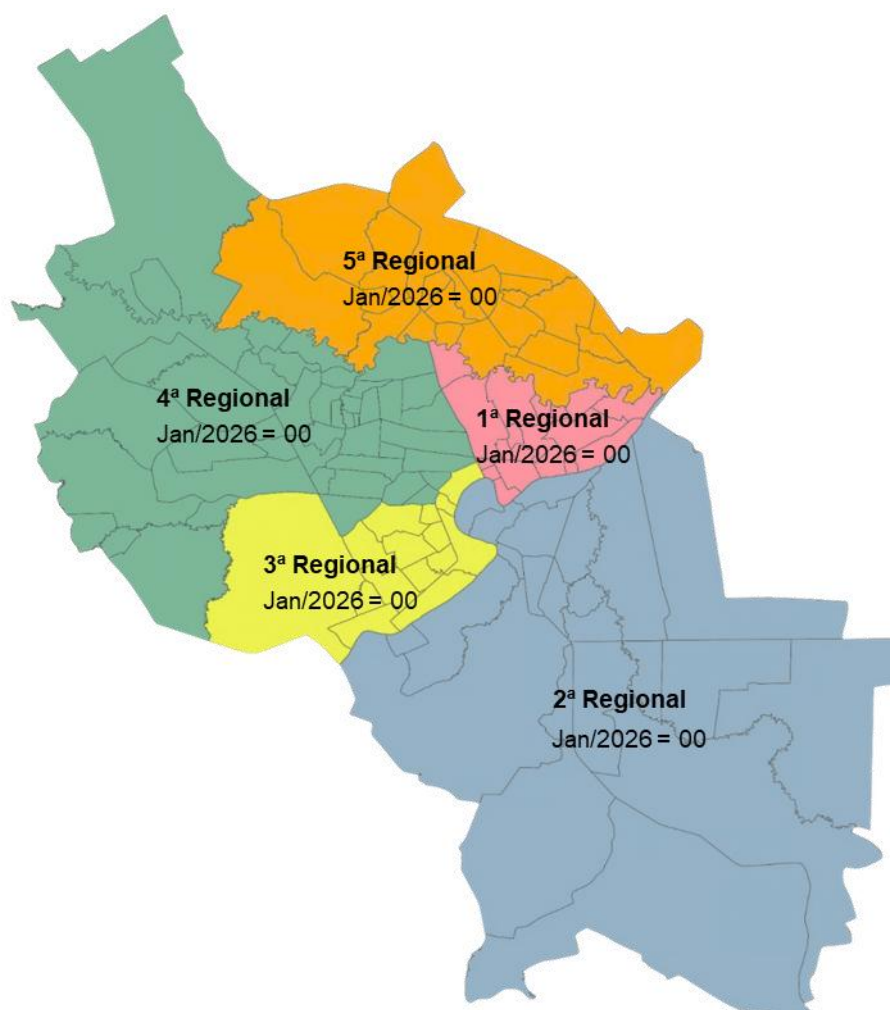 5ª Regional
Jan/2026 = 00
4ª Regional
Jan/2026 = 00
1ª Regional
Jan/2026 = 00
3ª Regional
Jan/2026 = 00
2ª Regional
Jan/2026 = 00